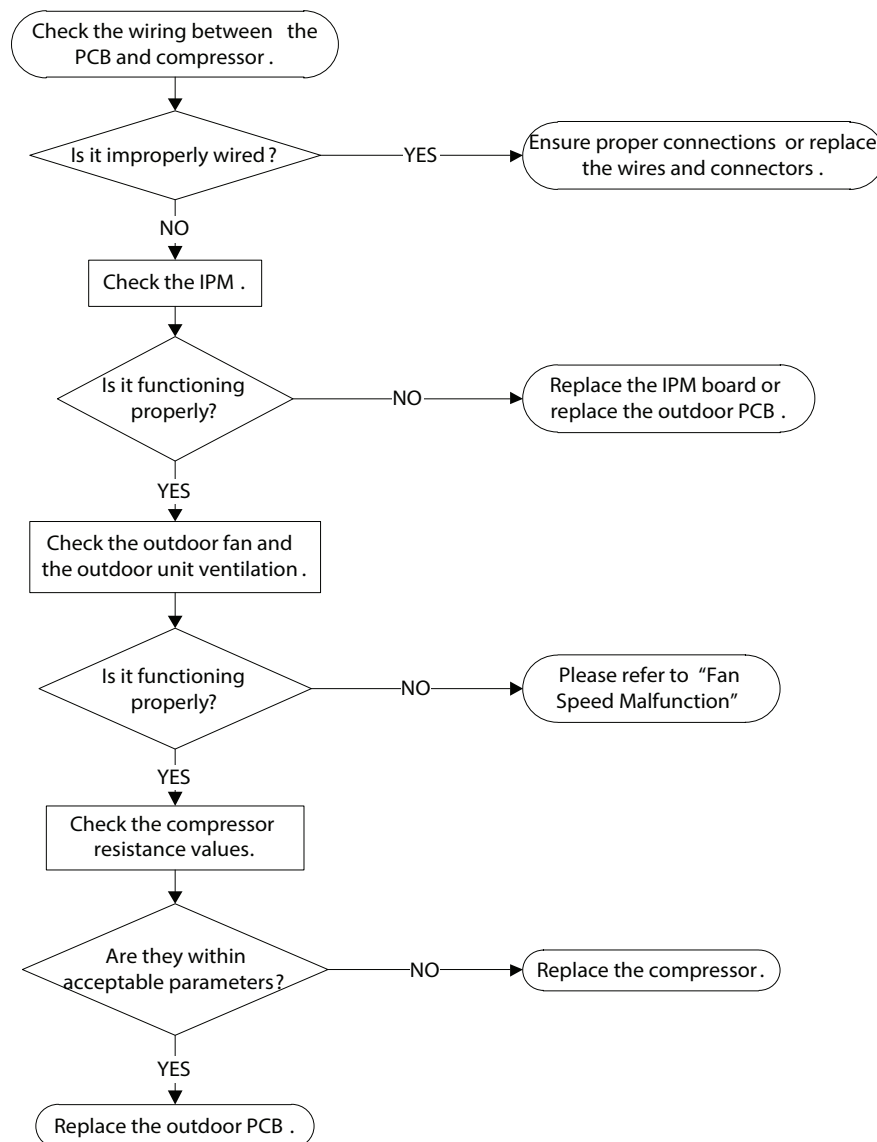 Check the wiring between the
PCB and compressor .
Is it improperly wired ?
YES
Ensure proper connections or replace
the wires and connectors .
NO
Check the IPM .
Is it functioning
properly?
NO
Replace the IPM board or
replace the outdoor PCB .
YES
Check the outdoor fan and
the outdoor unit ventilation .
Is it functioning
properly?
NO
Please refer to “Fan
Speed Malfunction”
YES
Check the compressor
resistance values.
Are they within
acceptable parameters?
NO
Replace the compressor .
YES
Replace the outdoor PCB .